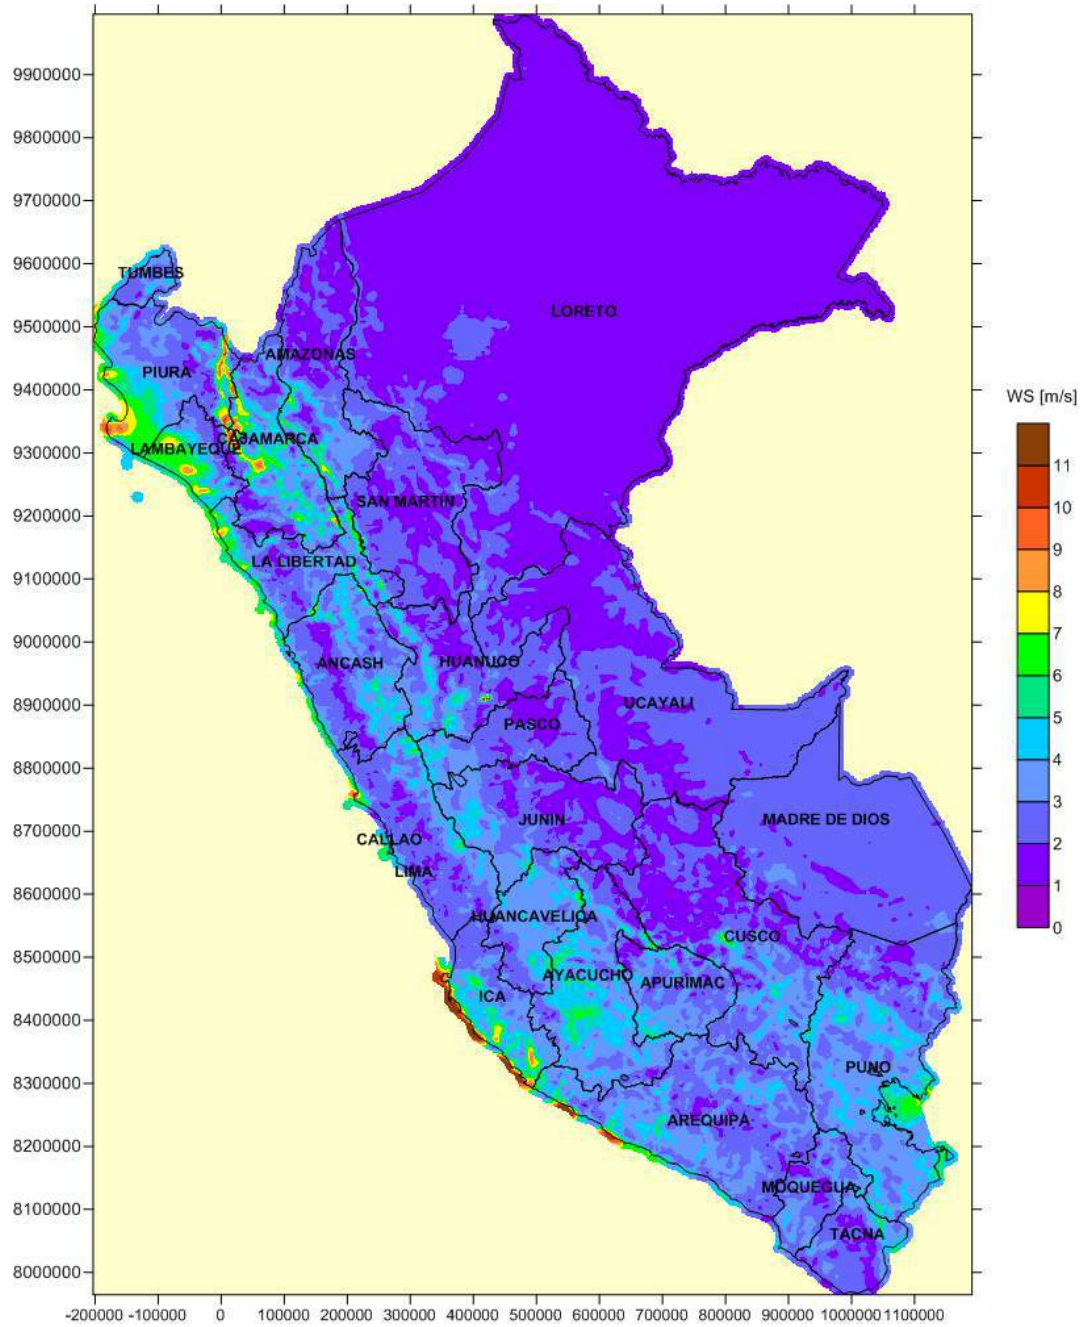 9900000
9800000
9700000
9600000
TUMBES
LORETO
9500000
AMAZONAS
PIURA
9400000
WS [m/s]
CAJAMARCA
LAMBAYEQUE
9300000
11
SAN MARTIN
10
9200000
9
LA LIBERTAD
9100000
8
9000000
7
ANCASH
HUANUCO
6
UCAYALI
8900000
PASCO
5
4
8800000
3
JUNIN
MADRE DE DIOS
8700000
CALLAO
2
LIMA
1
8600000
HUANCAVELICA
0
CUSCO
8500000
AYACUCHO
APURIMAC
ICA
8400000
PUNO
8300000
AREQUIPA
8200000
MOQUEGUA
8100000
TACNA
8000000
-200000 -100000 0 100000 200000 300000 400000 500000 600000 700000 800000 900000 1000000 1100000